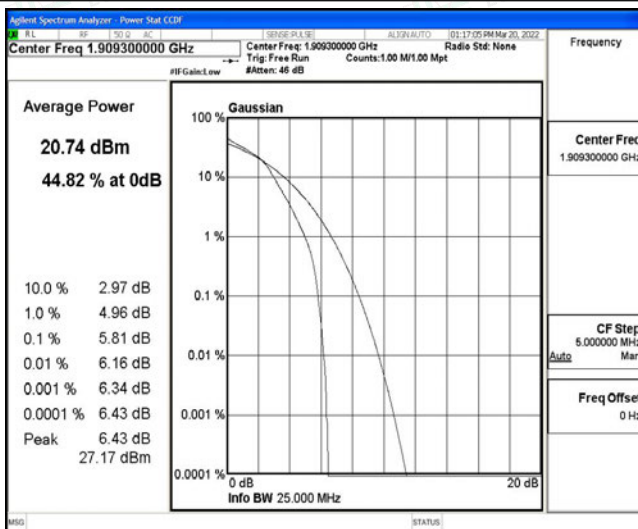 Agilent Spectrum Analyzer - Power Stat CCDF
RL RF 50 Ω AC SENSE:PULSE ALIGN AUTO 01:17:05 PM Mar 20, 2022
Center Freq 1.909300000 GHz
Center Freq: 1.909300000 GHz Radio Std: None
Trig: Free Run Counts:1.00 M/1.00 Mpt
#IFGain:Low #Atten: 46 dB
Frequency
Average Power
20.74 dBm
44.82 % at 0dB
10.0 % 2.97 dB
1.0 % 4.96 dB
0.1 % 5.81 dB
0.01 % 6.16 dB
0.001 % 6.34 dB
0.0001 % 6.43 dB
Peak 6.43 dB
27.17 dBm
Gaussian
100 %
10 %
1 %
0.1 %
0.01 %
0.001 %
0.0001 %
0 dB 20 dB
Info BW 25.000 MHz
Center Freq
1.909300000 GHz
CF Step
5.000000 MHz
Auto Man
Freq Offset
0 Hz
MSG STATUS